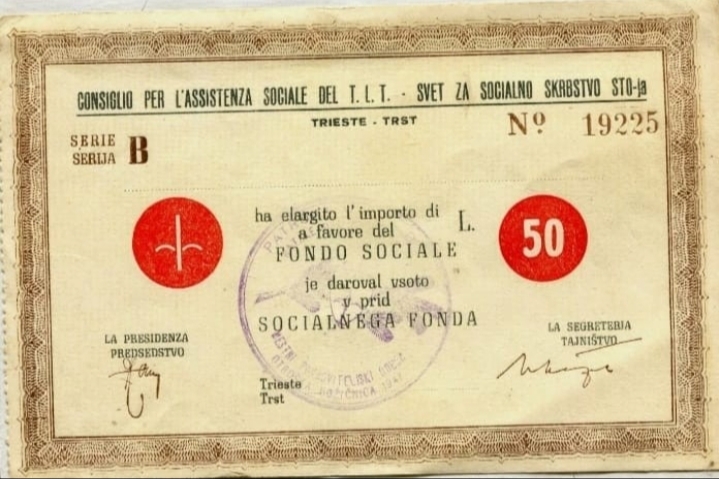 CONSIGLIO PER L'ASSISTENZA SOCIALE DEL T.L.T. - SVET ZA SOCIALNO SKRBSTVO STO-ja
TRIESTE - TRST
Nº 19225
SERIE
SERIJA B
ha elargito l'importo di
a favore del L. 50
FONDO SOCIALE
je daroval vsoto
v prid
SOCIALNEGA FONDA
LA PRESIDENZA
PREDSEDSTVO
LA SEGRETERIA
TAJNIŠTVO
Trieste
Trst